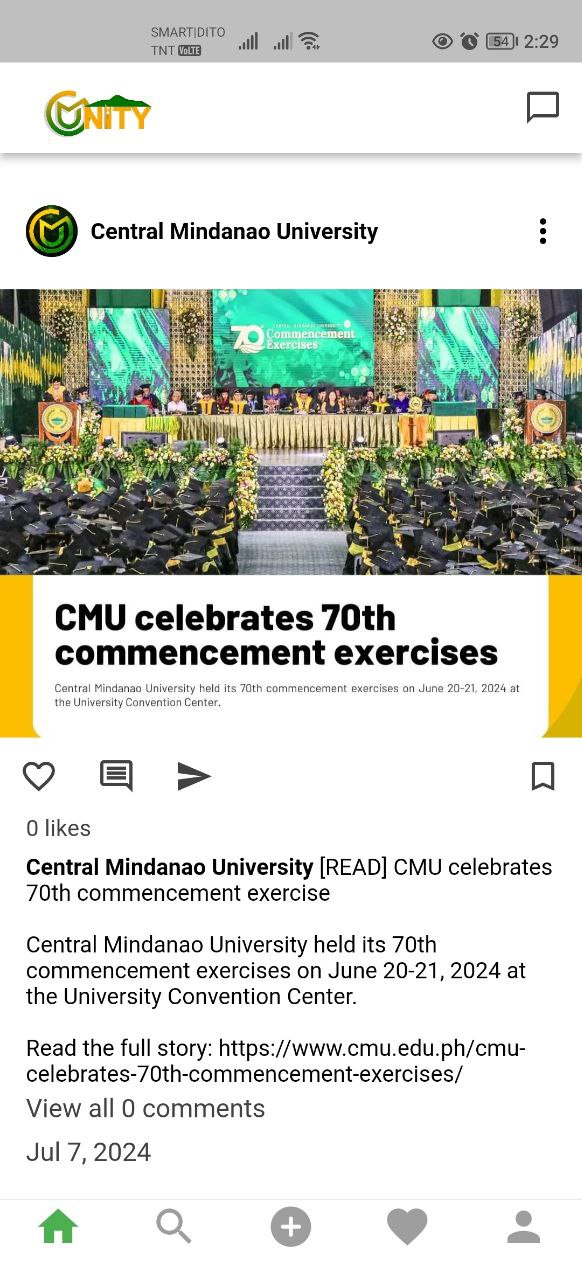 SMART|DITO
TNT VoLTE
54 2:29
CMUNITY
Central Mindanao University
70 Commencement
Exercises
CMU celebrates 70th
commencement exercises
Central Mindanao University held its 70th commencement exercises on June 20-21, 2024 at
the University Convention Center.
0 likes
Central Mindanao University [READ] CMU celebrates
70th commencement exercise
Central Mindanao University held its 70th
commencement exercises on June 20-21, 2024 at
the University Convention Center.
Read the full story: https://www.cmu.edu.ph/cmu-
celebrates-70th-commencement-exercises/
View all 0 comments
Jul 7, 2024